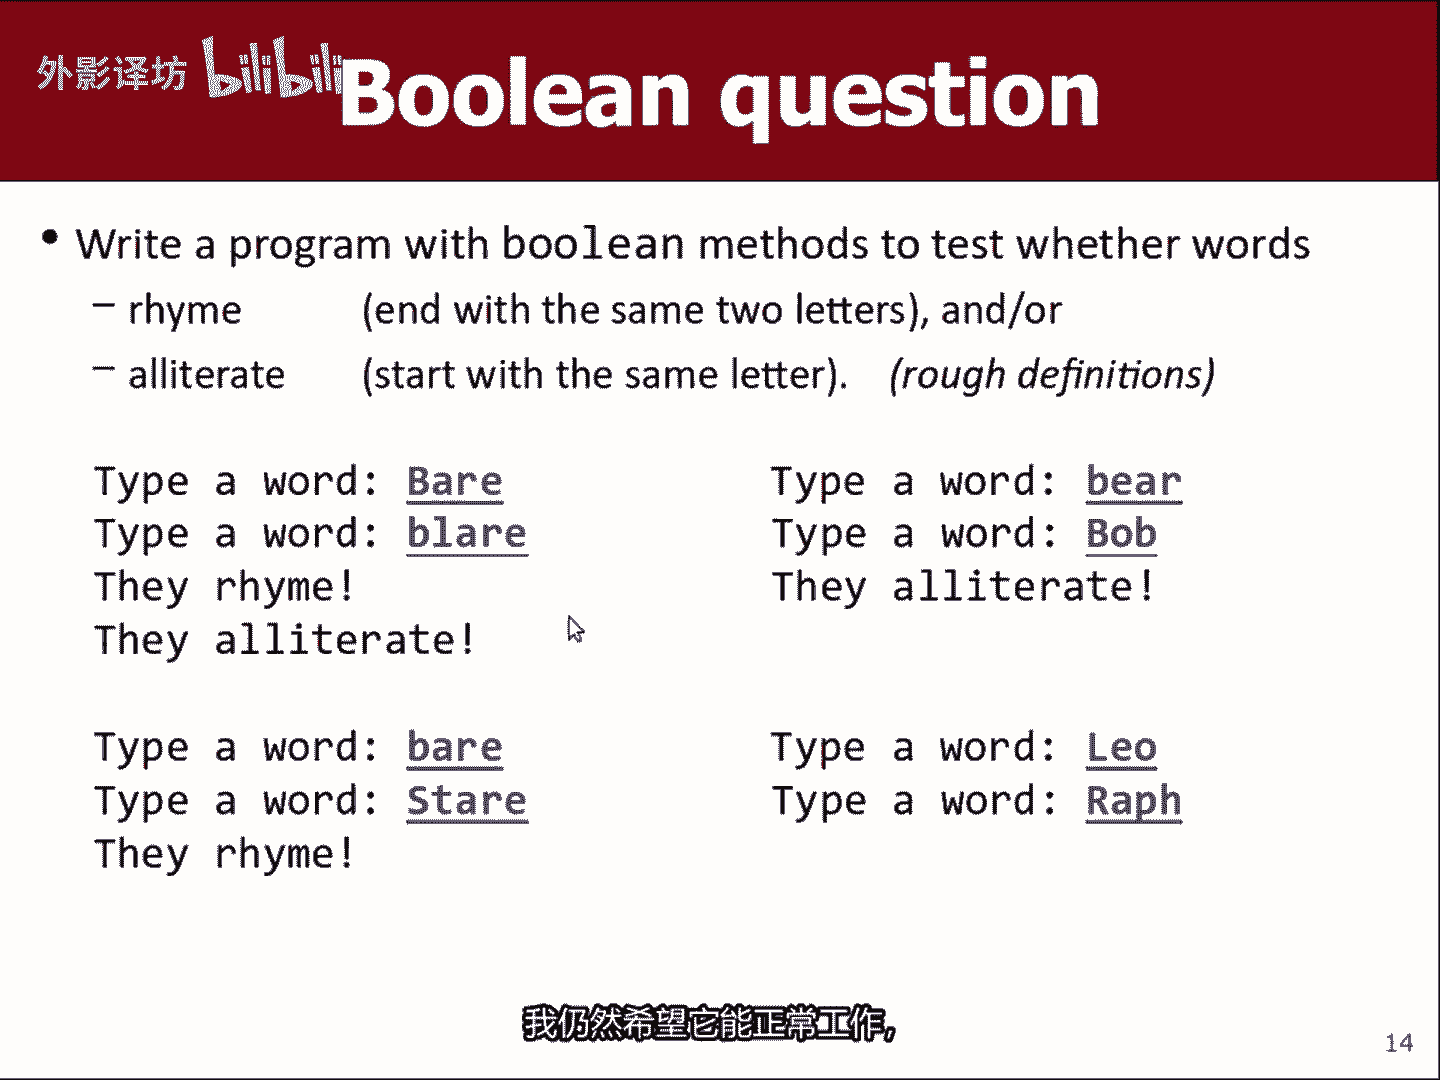 外影译坊 bilibili
Boolean question
• Write a program with boolean methods to test whether words
– rhyme (end with the same two letters), and/or
– alliterate (start with the same letter). (rough definitions)
Type a word: Bare
Type a word: blare
They rhyme!
They alliterate!
Type a word: bear
Type a word: Bob
They alliterate!
Type a word: bare
Type a word: Stare
They rhyme!
Type a word: Leo
Type a word: Raph
我仍然希望它能正常工作,
14